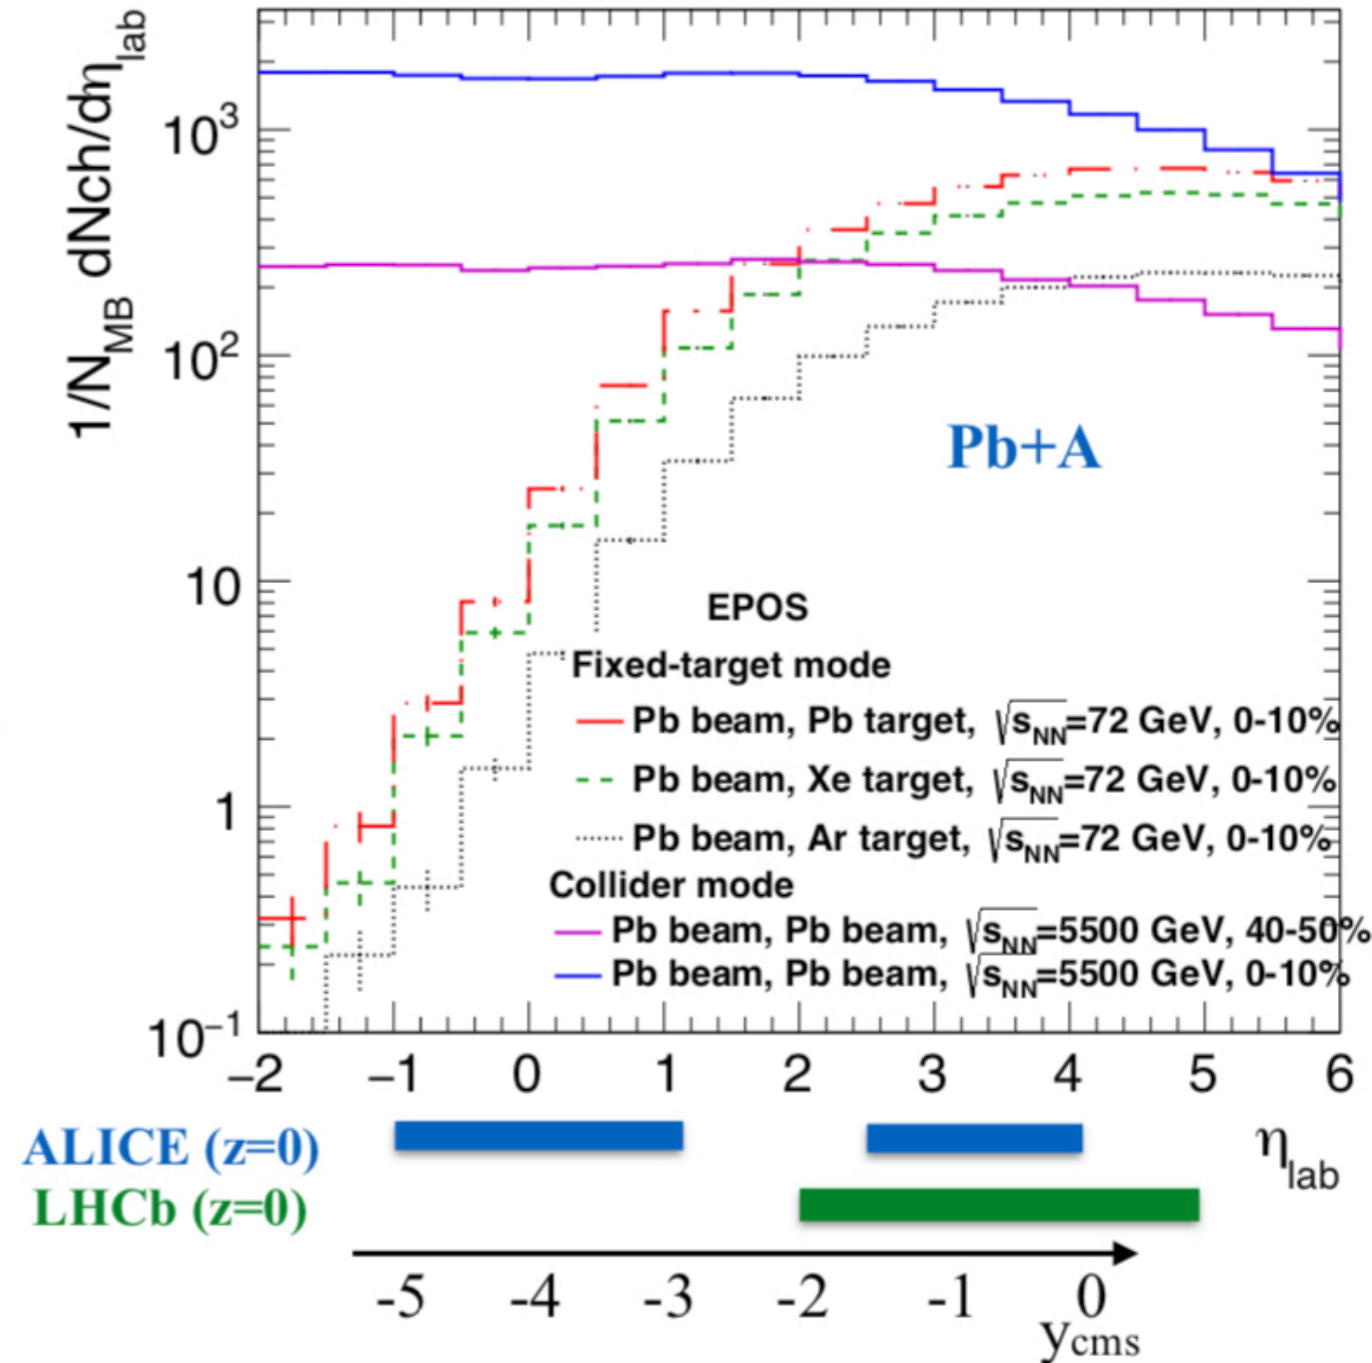 1/N_MB dNch/dη_lab
10³
10²
10
1
10⁻¹
Pb+A
EPOS
Fixed-target mode
Pb beam, Pb target, √s_NN=72 GeV, 0-10%
Pb beam, Xe target, √s_NN=72 GeV, 0-10%
Pb beam, Ar target, √s_NN=72 GeV, 0-10%
Collider mode
Pb beam, Pb beam, √s_NN=5500 GeV, 40-50%
Pb beam, Pb beam, √s_NN=5500 GeV, 0-10%
−2 −1 0 1 2 3 4 5 6
η_lab
ALICE (z=0)
LHCb (z=0)
-5 -4 -3 -2 -1 0
y_cms